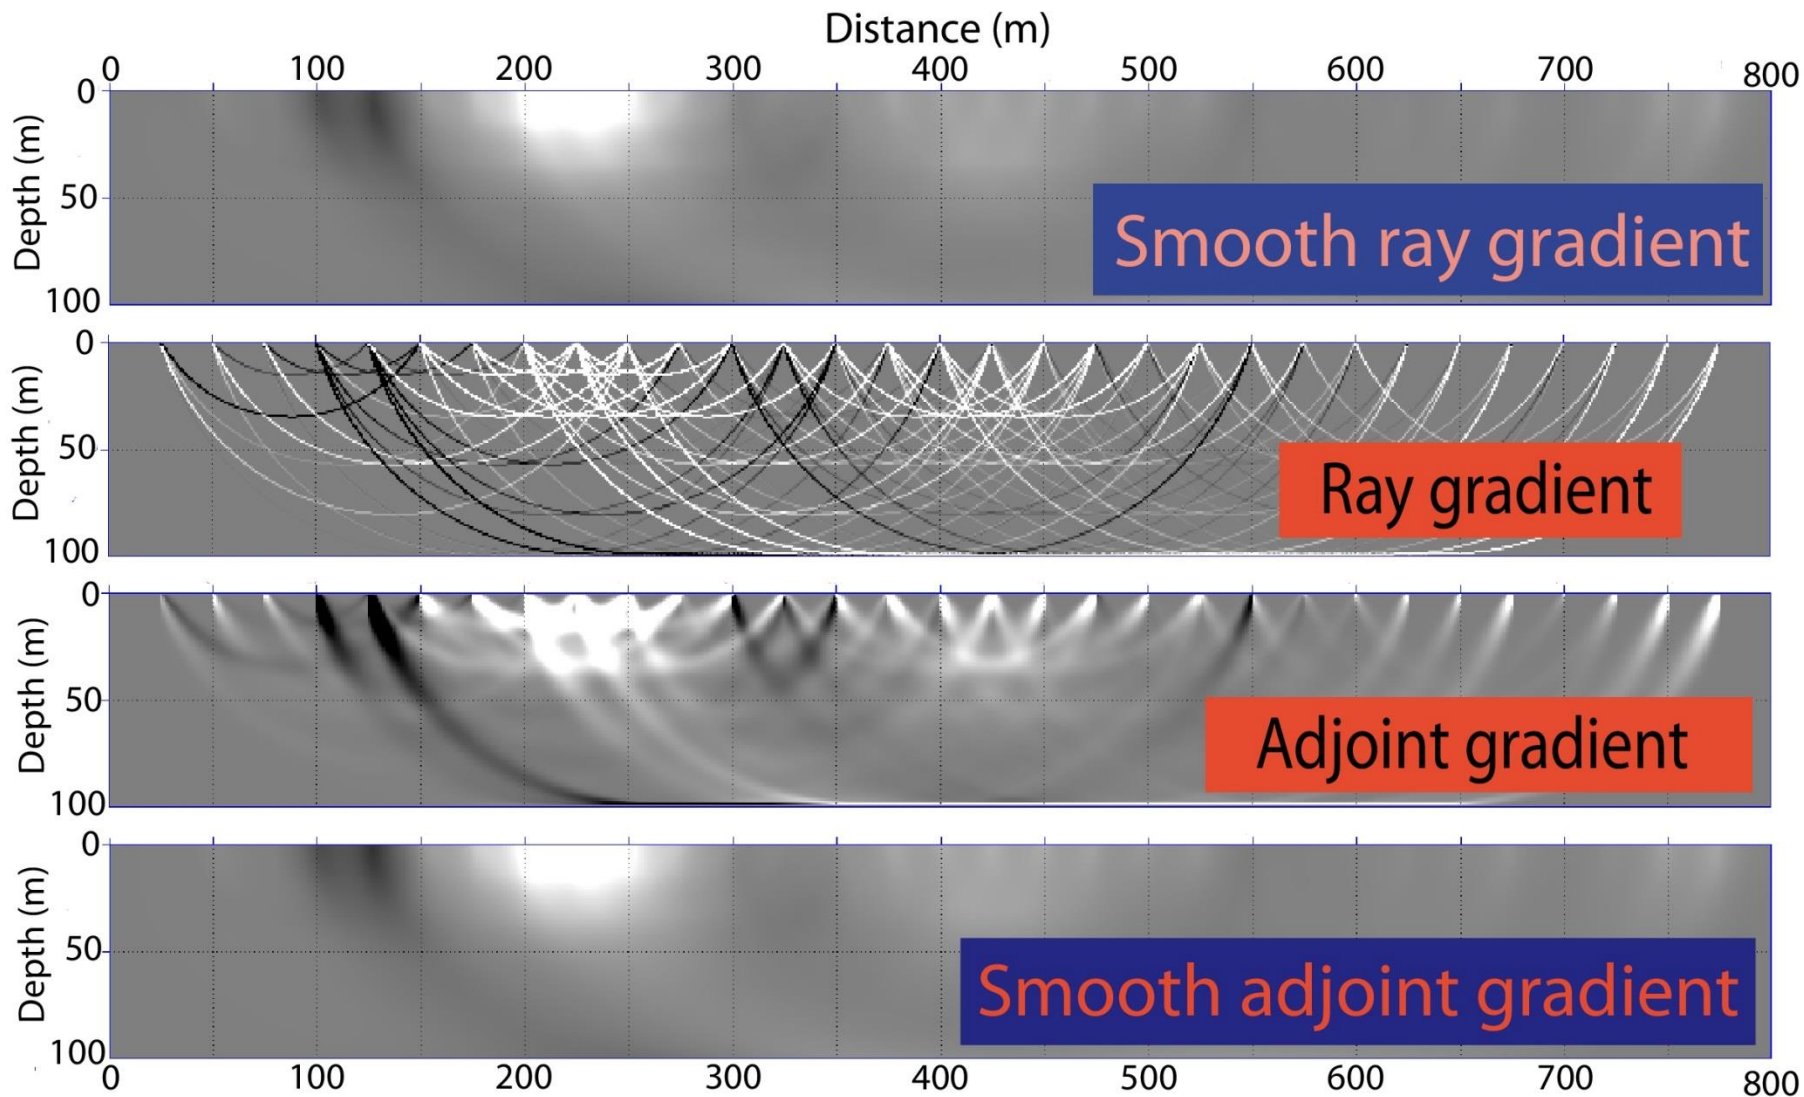 Distance (m)
0 100 200 300 400 500 600 700 800
0
50
100
Depth (m)
Smooth ray gradient
0
50
100
Depth (m)
Ray gradient
0
50
100
Depth (m)
Adjoint gradient
0
50
100
Depth (m)
Smooth adjoint gradient
0 100 200 300 400 500 600 700 800